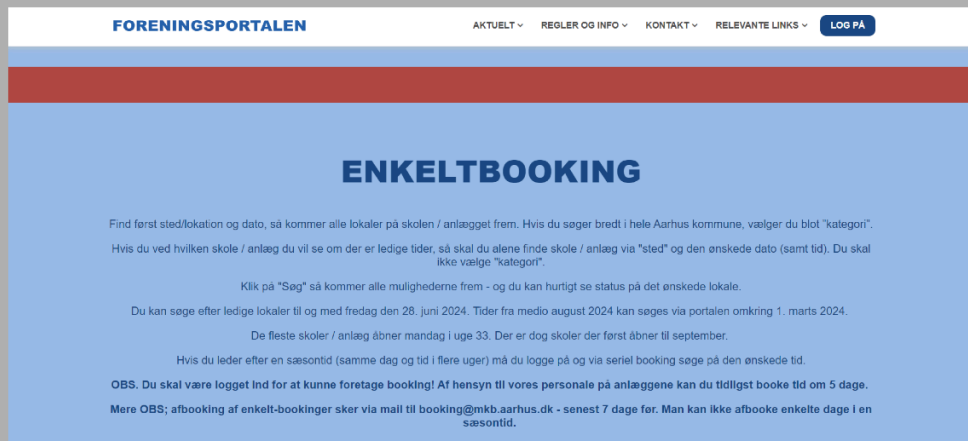 FORENINGSPORTALEN
AKTUELT
REGLER OG INFO
KONTAKT
RELEVANTE LINKS
LOG PÅ
ENKELTBOOKING
Find først sted/lokation og dato, så kommer alle lokaler på skolen / anlægget frem. Hvis du søger bredt i hele Aarhus kommune, vælger du blot "kategori".
Hvis du ved hvilken skole / anlæg du vil se om der er ledige tider, så skal du alene finde skole / anlæg via "sted" og den ønskede dato (samt tid). Du skal
ikke vælge "kategori".
Klik på "Søg" så kommer alle mulighederne frem - og du kan hurtigt se status på det ønskede lokale.
Du kan søge efter ledige lokaler til og med fredag den 28. juni 2024. Tider fra medio august 2024 kan søges via portalen omkring 1. marts 2024.
De fleste skoler / anlæg åbner mandag i uge 33. Der er dog skoler der først åbner til september.
Hvis du leder efter en sæsontid (samme dag og tid i flere uger) må du logge på og via seriel booking søge på den ønskede tid.
OBS. Du skal være logget ind for at kunne foretage booking! Af hensyn til vores personale på anlæggene kan du tidligst booke tid om 5 dage.
Mere OBS; afbooking af enkelt-bookinger sker via mail til booking@mkb.aarhus.dk - senest 7 dage før. Man kan ikke afbooke enkelte dage i en
sæsontid.